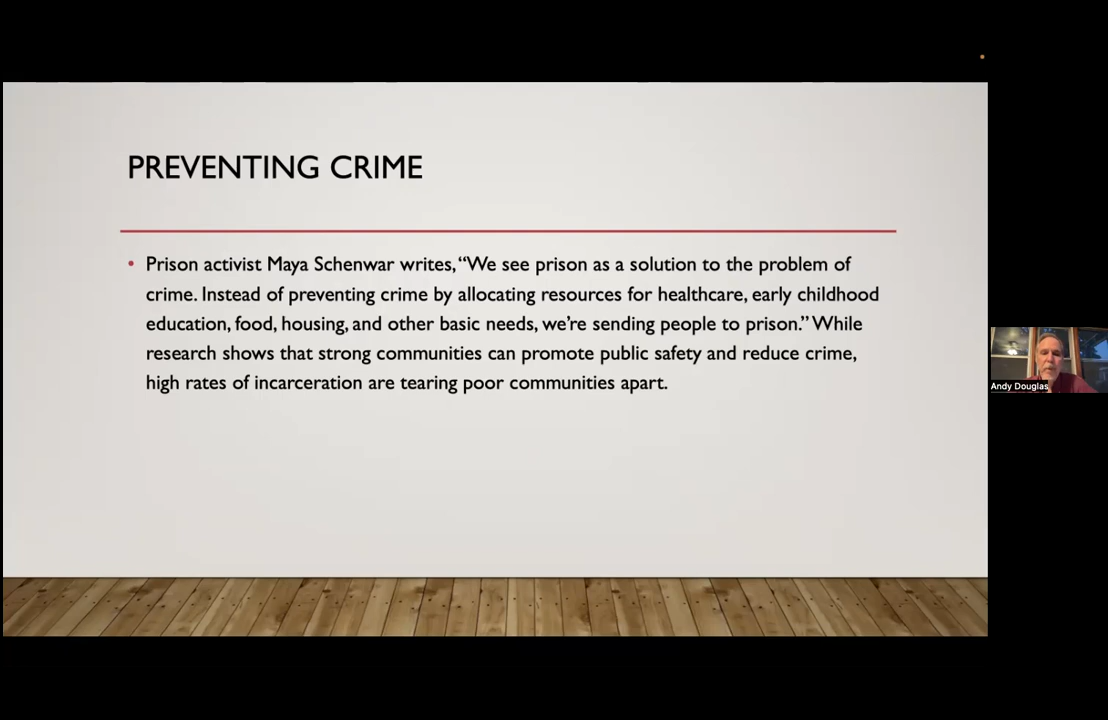 PREVENTING CRIME
• Prison activist Maya Schenwar writes, “We see prison as a solution to the problem of
crime. Instead of preventing crime by allocating resources for healthcare, early childhood
education, food, housing, and other basic needs, we’re sending people to prison.” While
research shows that strong communities can promote public safety and reduce crime,
high rates of incarceration are tearing poor communities apart.
Andy Douglas